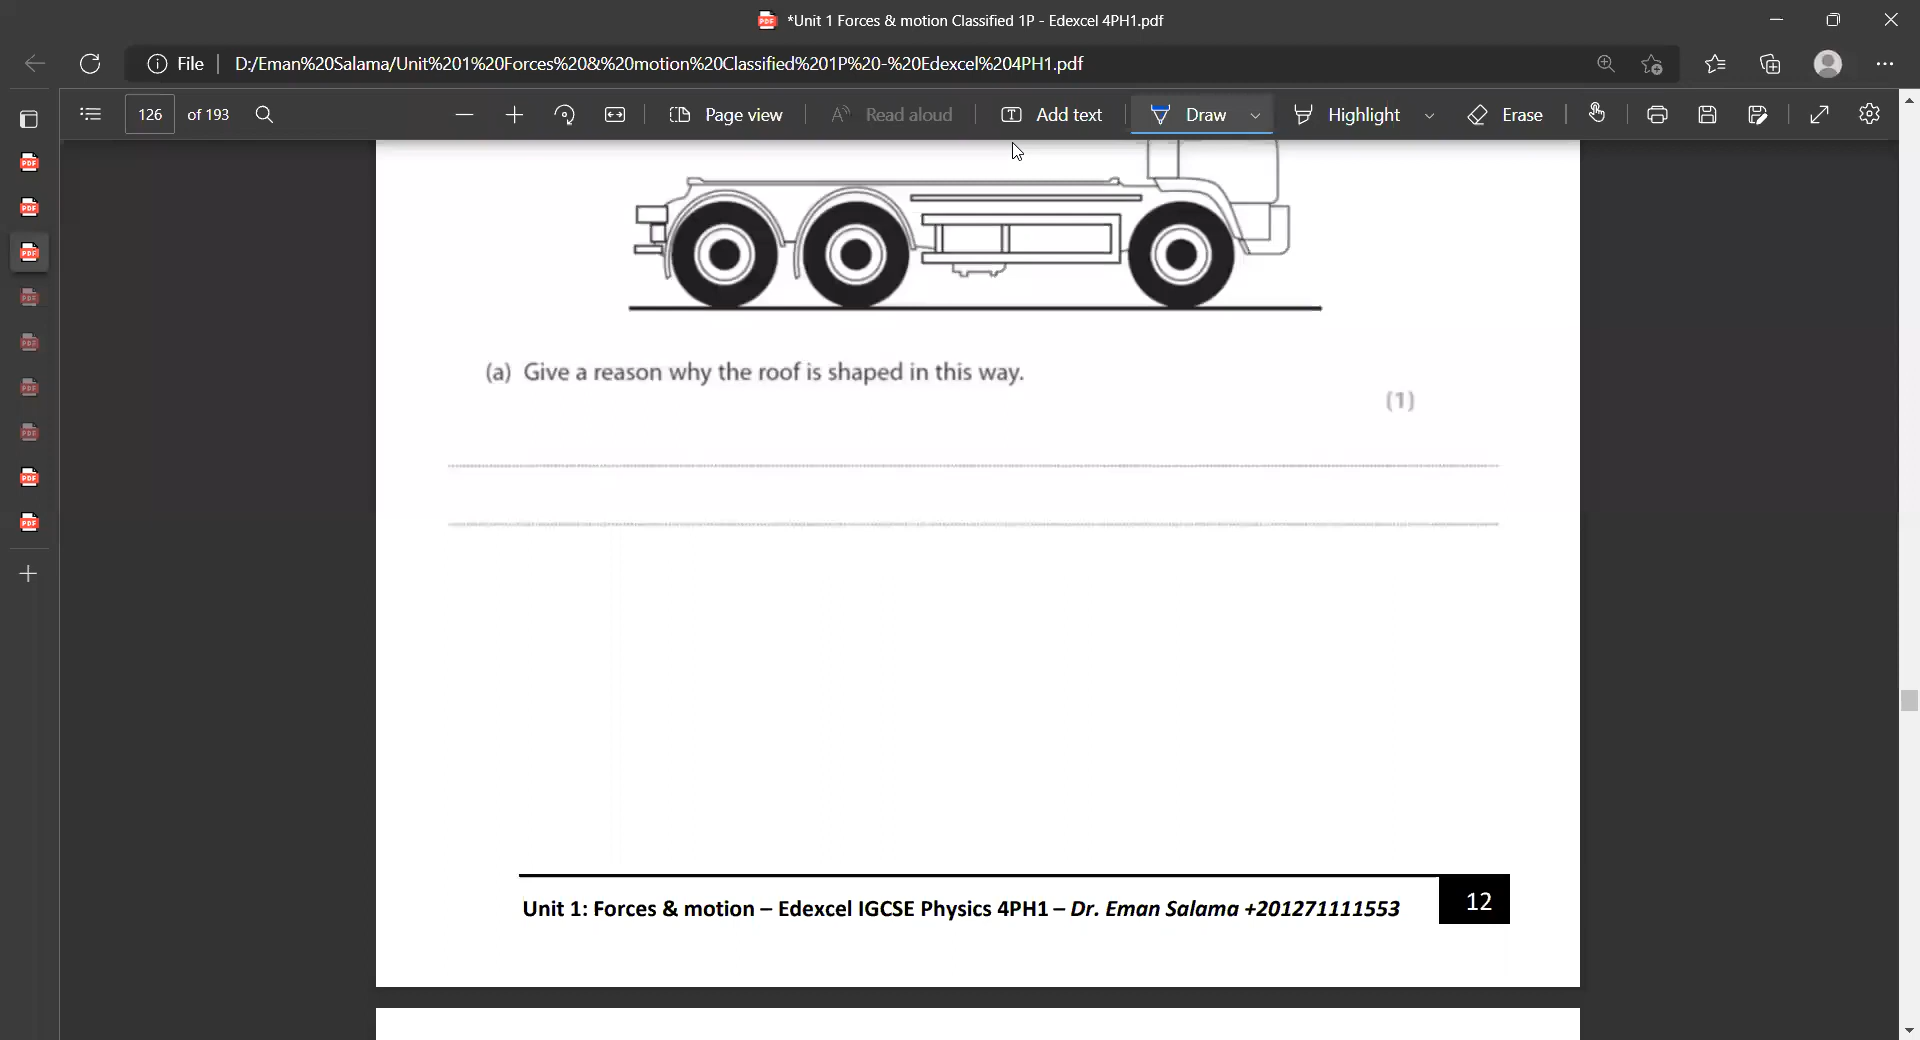 *Unit 1 Forces & motion Classified 1P - Edexcel 4PH1.pdf
File D:/Eman%20Salama/Unit%201%20Forces%20&%20motion%20Classified%201P%20-%20Edexcel%204PH1.pdf
126 of 193 Page view Read aloud Add text Draw Highlight Erase
(a) Give a reason why the roof is shaped in this way.
(1)
Unit 1: Forces & motion – Edexcel IGCSE Physics 4PH1 – Dr. Eman Salama +201271111553 12